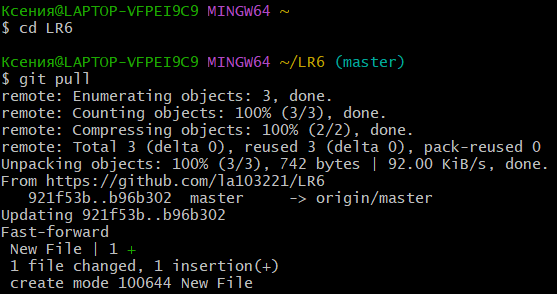 Ксения@LAPTOP-VFPEI9C9 MINGW64 ~
$ cd LR6
Ксения@LAPTOP-VFPEI9C9 MINGW64 ~/LR6 (master)
$ git pull
remote: Enumerating objects: 3, done.
remote: Counting objects: 100% (3/3), done.
remote: Compressing objects: 100% (2/2), done.
remote: Total 3 (delta 0), reused 3 (delta 0), pack-reused 0
Unpacking objects: 100% (3/3), 742 bytes | 92.00 KiB/s, done.
From https://github.com/la103221/LR6
   921f53b..b96b302  master     -> origin/master
Updating 921f53b..b96b302
Fast-forward
 New File | 1 +
 1 file changed, 1 insertion(+)
 create mode 100644 New File